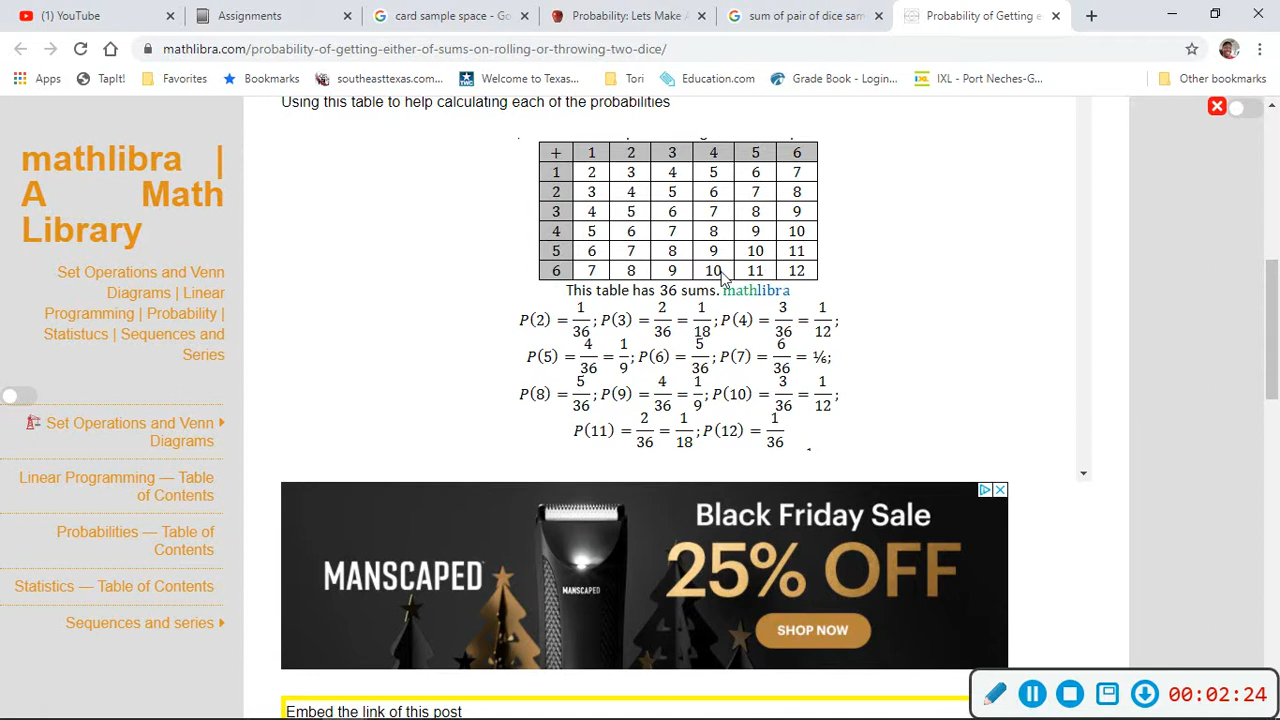 (1) YouTube
Assignments
card sample space - Go
Probability: Lets Make A
sum of pair of dice sam
Probability of Getting e
mathlibra.com/probability-of-getting-either-of-sums-on-rolling-or-throwing-two-dice/
Apps
TapIt!
Favorites
Bookmarks
southeasttexas.com...
Welcome to Texas...
Tori
Education.com
Grade Book - Login...
IXL - Port Neches-G...
Other bookmarks
mathlibra |
A Math
Library
Set Operations and Venn
Diagrams | Linear
Programming | Probability |
Statistucs | Sequences and
Series
Set Operations and Venn
Diagrams
Linear Programming — Table
of Contents
Probabilities — Table of
Contents
Statistics — Table of Contents
Sequences and series
Using this table to help calculating each of the probabilities
+ 1 2 3 4 5 6
1 2 3 4 5 6 7
2 3 4 5 6 7 8
3 4 5 6 7 8 9
4 5 6 7 8 9 10
5 6 7 8 9 10 11
6 7 8 9 10 11 12
This table has 36 sums. mathlibra
P(2) = 1/36; P(3) = 2/36 = 1/18; P(4) = 3/36 = 1/12;
P(5) = 4/36 = 1/9; P(6) = 5/36; P(7) = 6/36 = ⅙;
P(8) = 5/36; P(9) = 4/36 = 1/9; P(10) = 3/36 = 1/12;
P(11) = 2/36 = 1/18; P(12) = 1/36
MANSCAPED
MANSCAPED
Black Friday Sale
25% OFF
SHOP NOW
Embed the link of this post
00:02:24